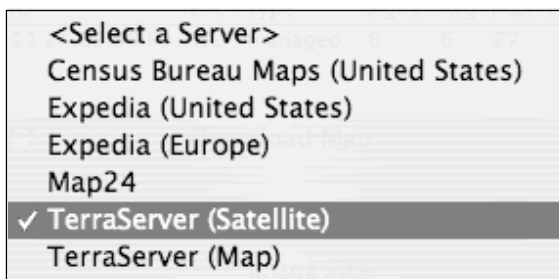 <Select a Server>
Census Bureau Maps (United States)
Expedia (United States)
Expedia (Europe)
Map24
✓ TerraServer (Satellite)
TerraServer (Map)